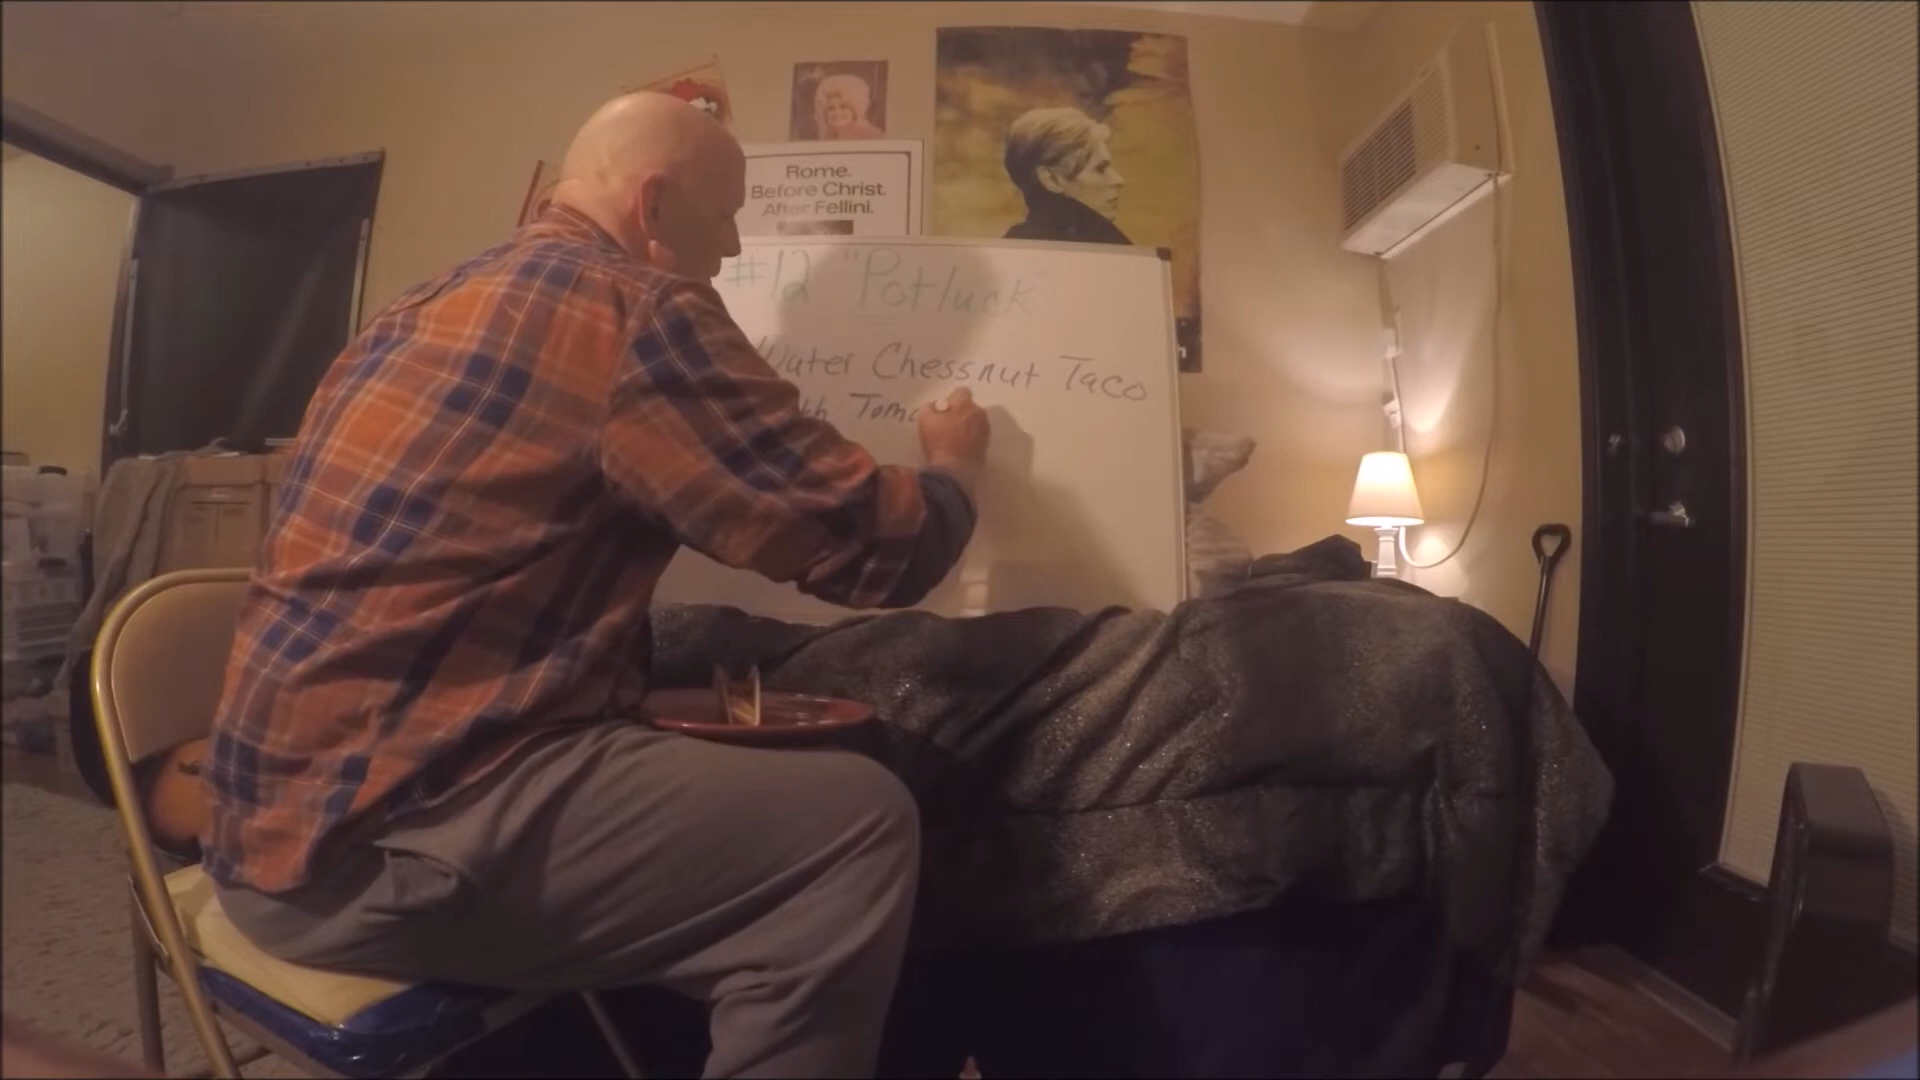 Rome.
Before Christ.
After Fellini.
#12 "Potluck"
Water Chessnut Taco